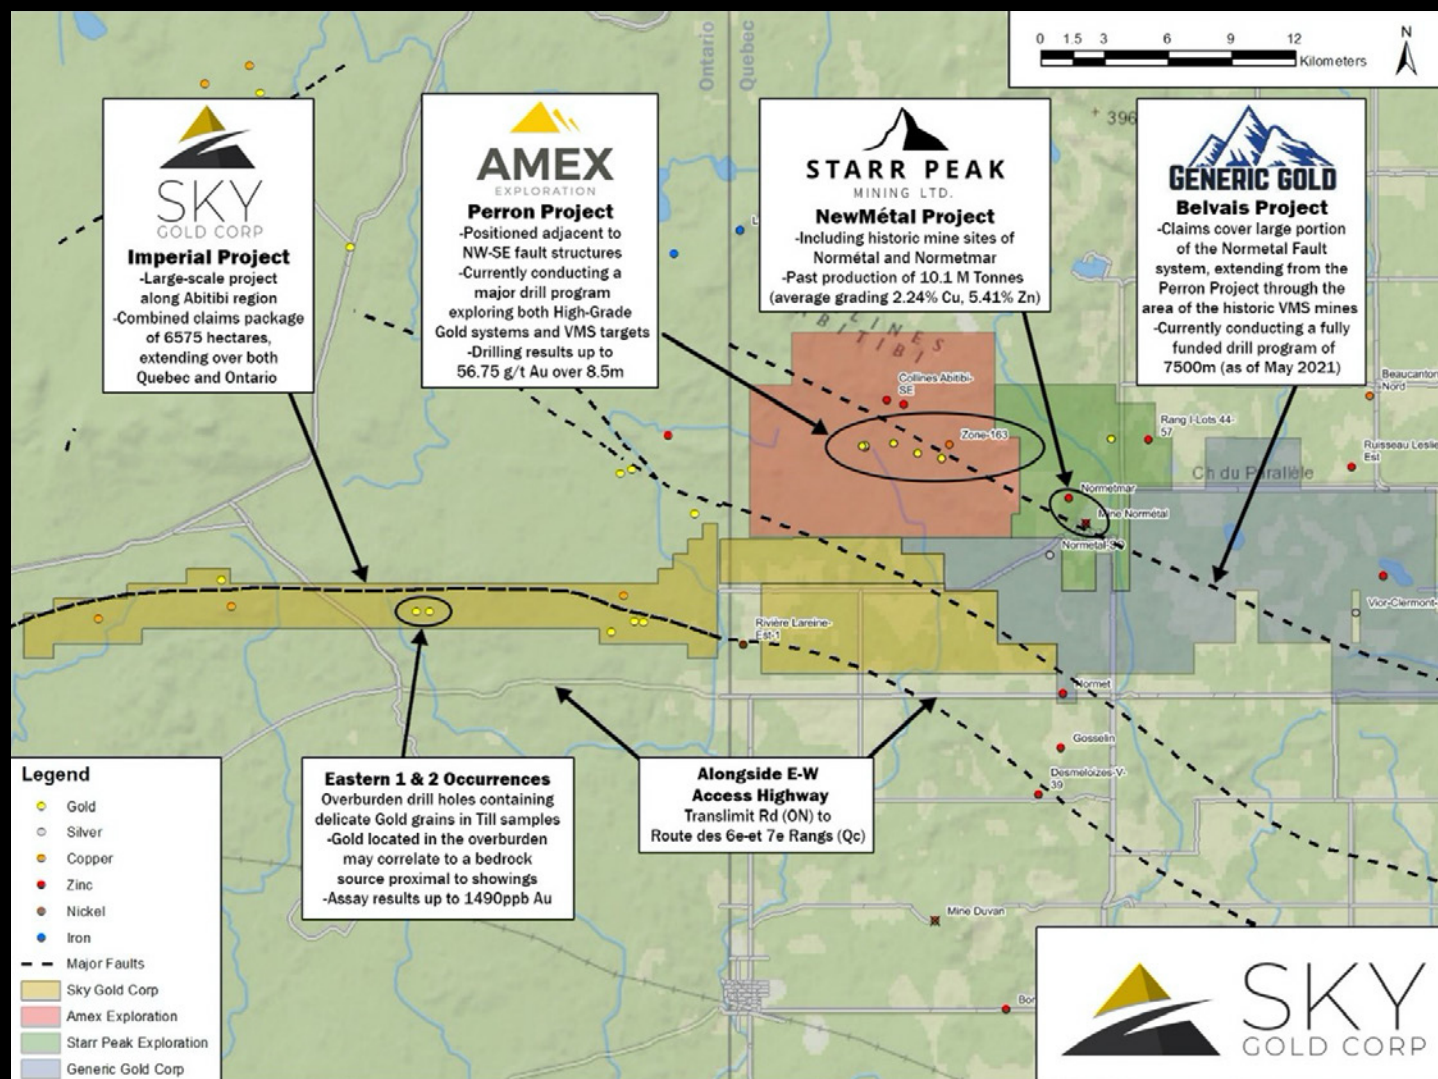 Ontario
Quebec
0 1.5 3 6 9 12
Kilometers
N
396
SKY
GOLD CORP
Imperial Project
-Large-scale project
along Abitibi region
-Combined claims package
of 6575 hectares,
extending over both
Quebec and Ontario
AMEX
EXPLORATION
Perron Project
-Positioned adjacent to
NW-SE fault structures
-Currently conducting a
major drill program
exploring both High-Grade
Gold systems and VMS targets
-Drilling results up to
56.75 g/t Au over 8.5m
STARR PEAK
MINING LTD.
NewMétal Project
-Including historic mine sites of
Normétal and Normetmar
-Past production of 10.1 M Tonnes
(average grading 2.24% Cu, 5.41% Zn)
GENERIC GOLD
Belvais Project
-Claims cover large portion
of the Normetal Fault
system, extending from the
Perron Project through the
area of the historic VMS mines
-Currently conducting a fully
funded drill program of
7500m (as of May 2021)
LINES
BITIBI
Collines Abitibi-
SE
Beaucanton
Nord
Zone-163
Rang I-Lots 44-
57
Ruisseau Leslie
Est
Ch du Parallèle
Normetmar
Mine Normétal
Normetal-SO
Vior-Clermont-
Rivière Lareine-
Est-1
Normet
Gosselin
Desmeloizes-V-
39
Mine Duvan
Bor
Eastern 1 & 2 Occurrences
Overburden drill holes containing
delicate Gold grains in Till samples
-Gold located in the overburden
may correlate to a bedrock
source proximal to showings
-Assay results up to 1490ppb Au
Alongside E-W
Access Highway
Translimit Rd (ON) to
Route des 6e-et 7e Rangs (Qc)
Legend
Gold
Silver
Copper
Zinc
Nickel
Iron
Major Faults
Sky Gold Corp
Amex Exploration
Starr Peak Exploration
Generic Gold Corp
SKY
GOLD CORP